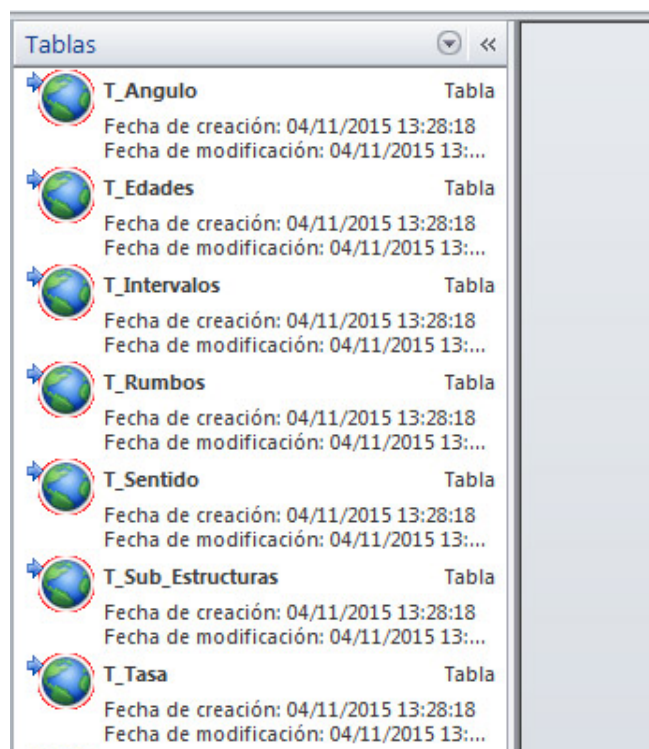 Tablas
T_Angulo Tabla
Fecha de creación: 04/11/2015 13:28:18
Fecha de modificación: 04/11/2015 13:...
T_Edades Tabla
Fecha de creación: 04/11/2015 13:28:18
Fecha de modificación: 04/11/2015 13:...
T_Intervalos Tabla
Fecha de creación: 04/11/2015 13:28:18
Fecha de modificación: 04/11/2015 13:...
T_Rumbos Tabla
Fecha de creación: 04/11/2015 13:28:18
Fecha de modificación: 04/11/2015 13:...
T_Sentido Tabla
Fecha de creación: 04/11/2015 13:28:18
Fecha de modificación: 04/11/2015 13:...
T_Sub_Estructuras Tabla
Fecha de creación: 04/11/2015 13:28:18
Fecha de modificación: 04/11/2015 13:...
T_Tasa Tabla
Fecha de creación: 04/11/2015 13:28:18
Fecha de modificación: 04/11/2015 13:...